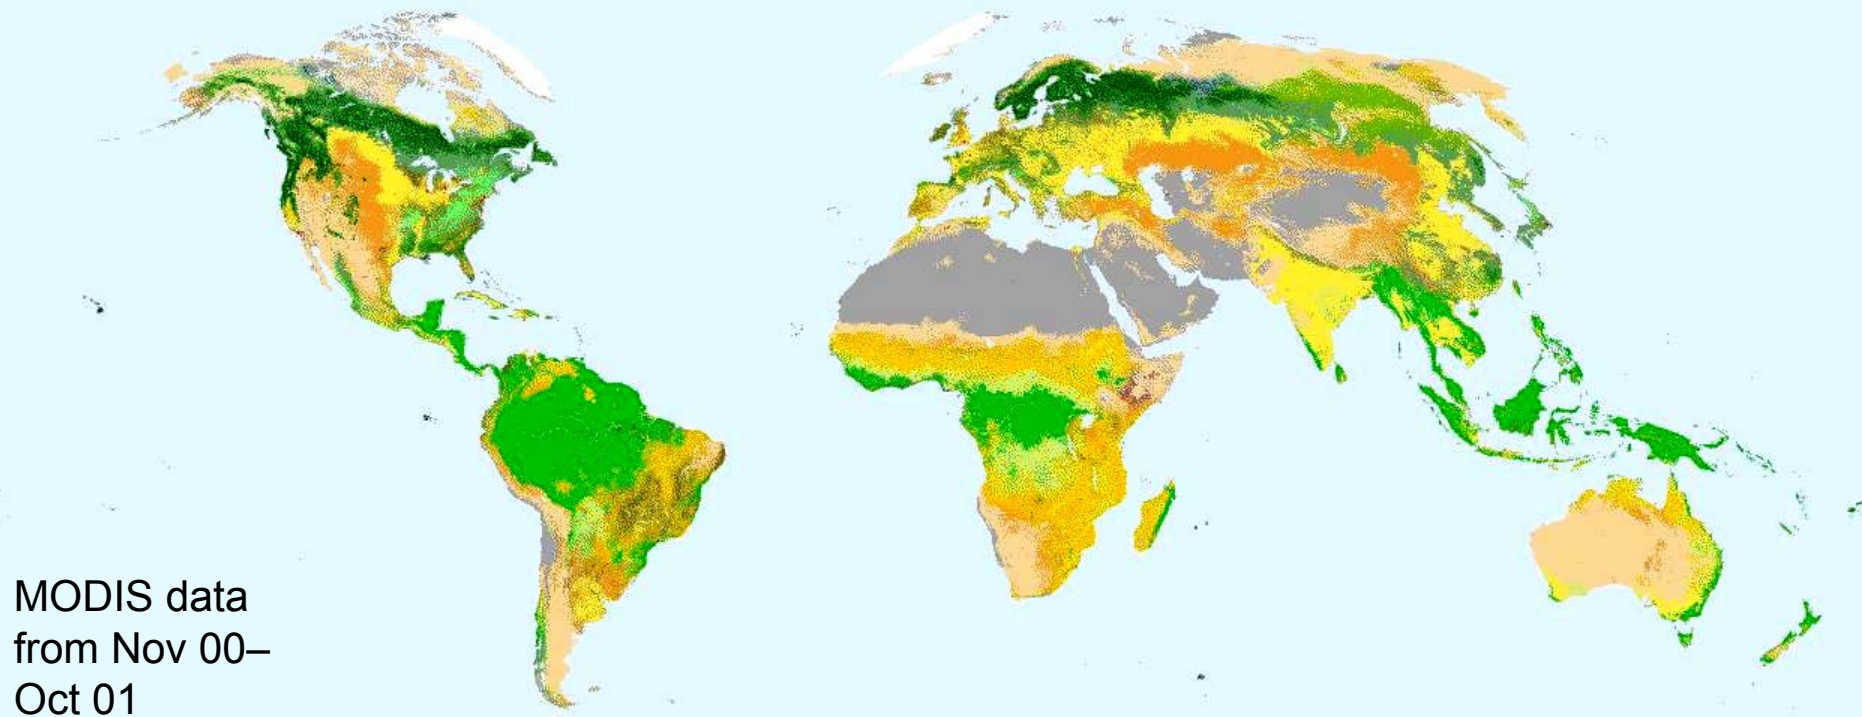 MODIS data
from Nov 00–
Oct 01